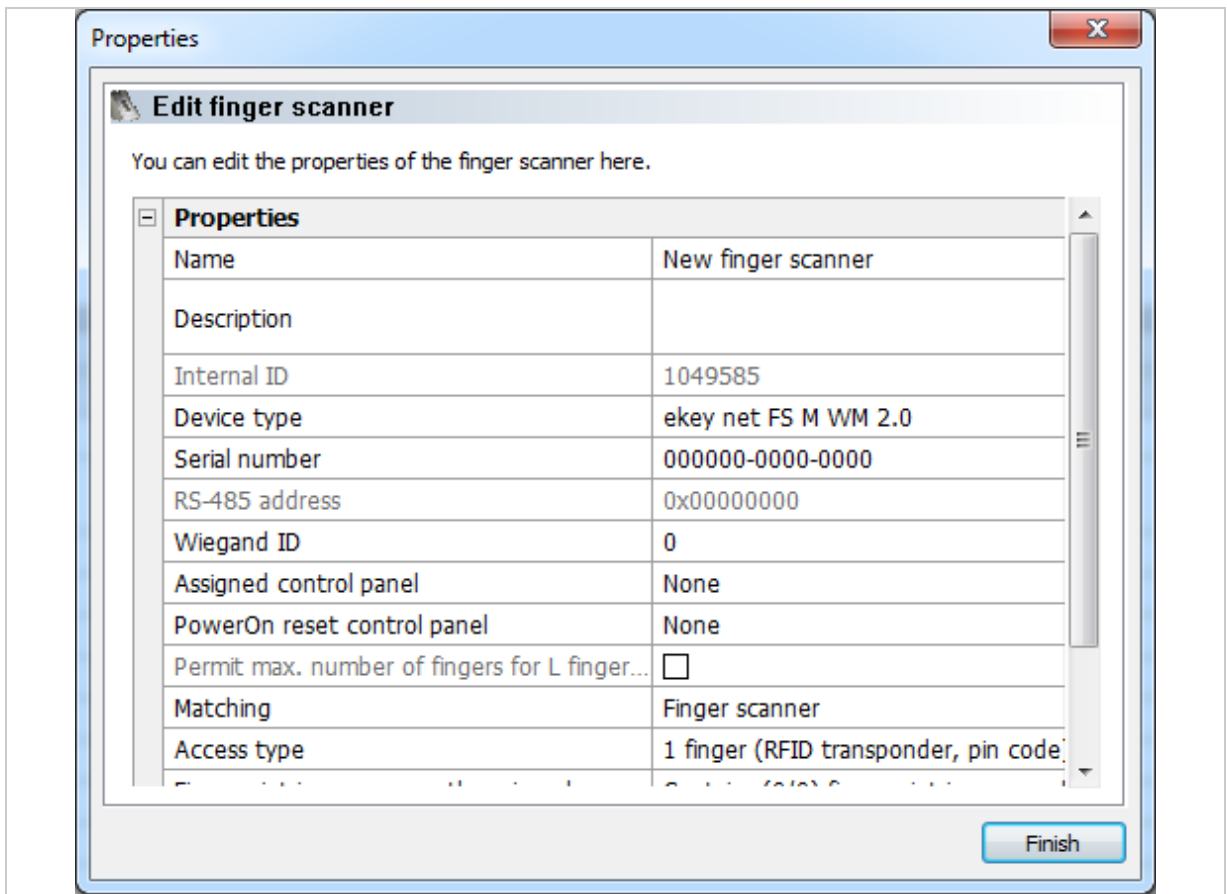 Properties
Edit finger scanner
You can edit the properties of the finger scanner here.
Properties
Name New finger scanner
Description
Internal ID 1049585
Device type ekey net FS M WM 2.0
Serial number 000000-0000-0000
RS-485 address 0x00000000
Wiegand ID 0
Assigned control panel None
PowerOn reset control panel None
Permit max. number of fingers for L finger...
Matching Finger scanner
Access type 1 finger (RFID transponder, pin code)
Finish